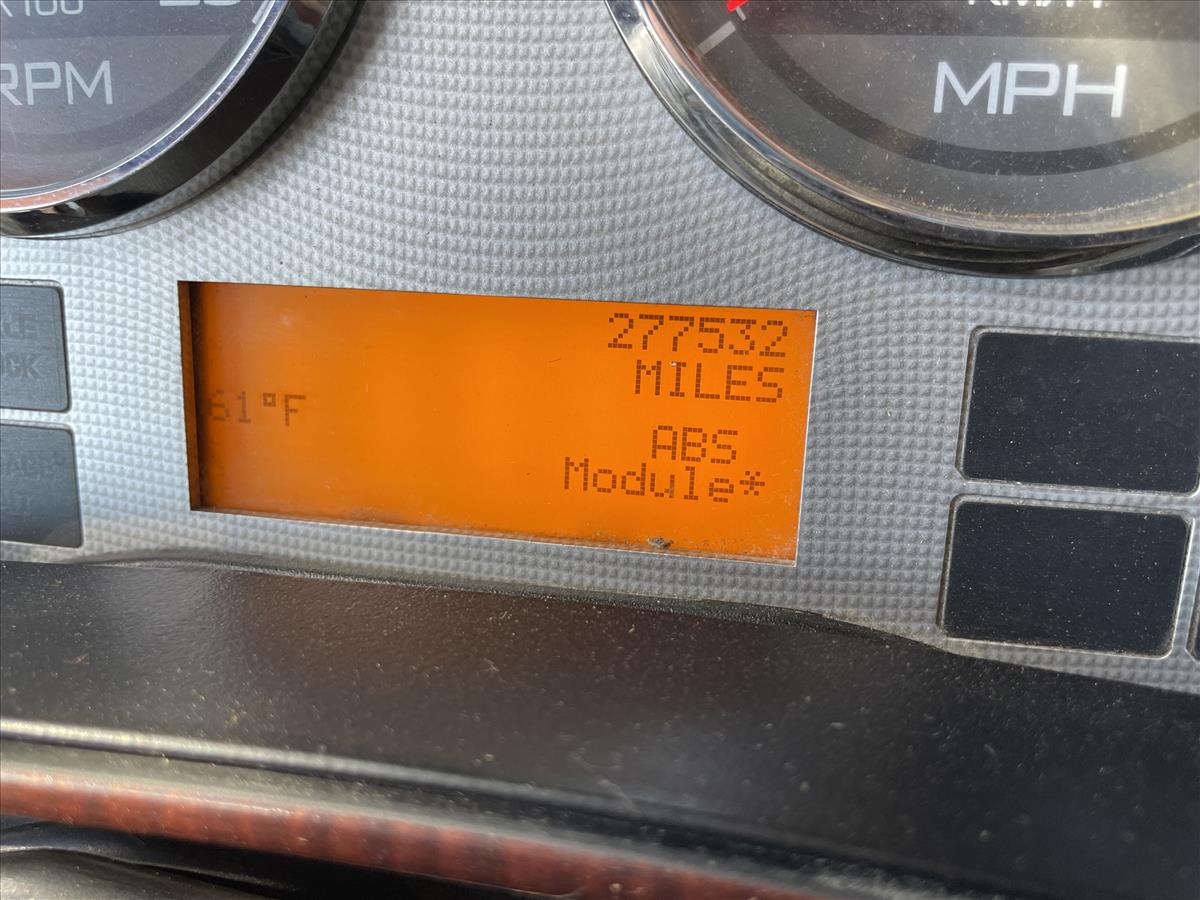 RPM
MPH
277532
MILES
61°F
ABS
Module*